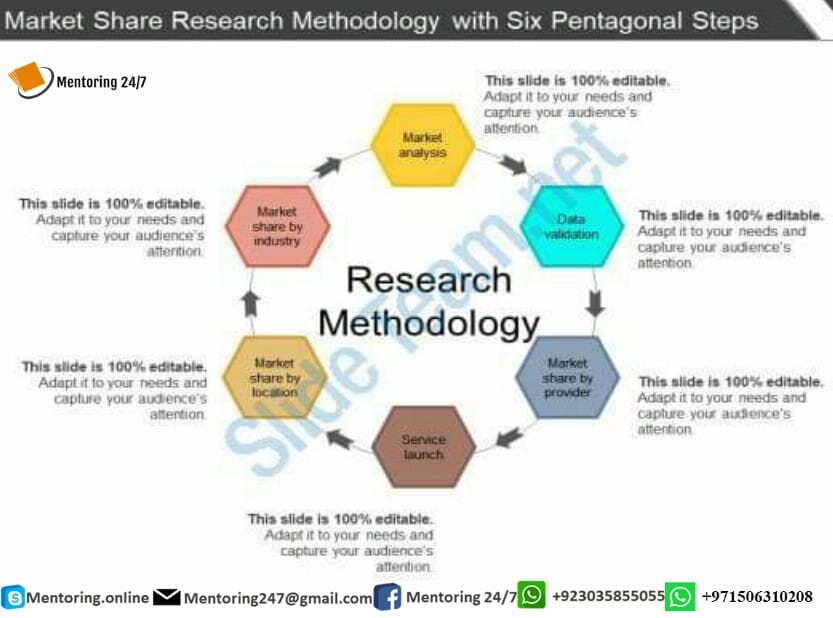 Market Share Research Methodology with Six Pentagonal Steps
Mentoring 24/7
This slide is 100% editable.
Adapt it to your needs and
capture your audience's
attention.
Market
analysis
This slide is 100% editable.
Adapt it to your needs and
capture your audience's
attention.
Market
share by
industry
Data
validation
This slide is 100% editable.
Adapt it to your needs and
capture your audience's
attention.
Research
Methodology
This slide is 100% editable.
Adapt it to your needs and
capture your audience's
attention.
Market
share by
location
Market
share by
provider
This slide is 100% editable.
Adapt it to your needs and
capture your audience's
attention.
Service
launch
This slide is 100% editable.
Adapt it to your needs and
capture your audience's
attention.
Slide Team.net
Mentoring.online Mentoring247@gmail.com Mentoring 24/7 +923035855055 +971506310208